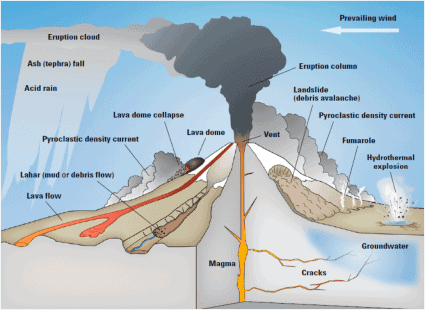 Prevailing wind
Eruption cloud
Ash (tephra) fall
Acid rain
Eruption column
Landslide
(debris avalanche)
Pyroclastic density current
Lava dome collapse
Lava dome
Vent
Fumarole
Pyroclastic density current
Hydrothermal
explosion
Lahar (mud or debris flow)
Lava flow
Groundwater
Magma
Cracks